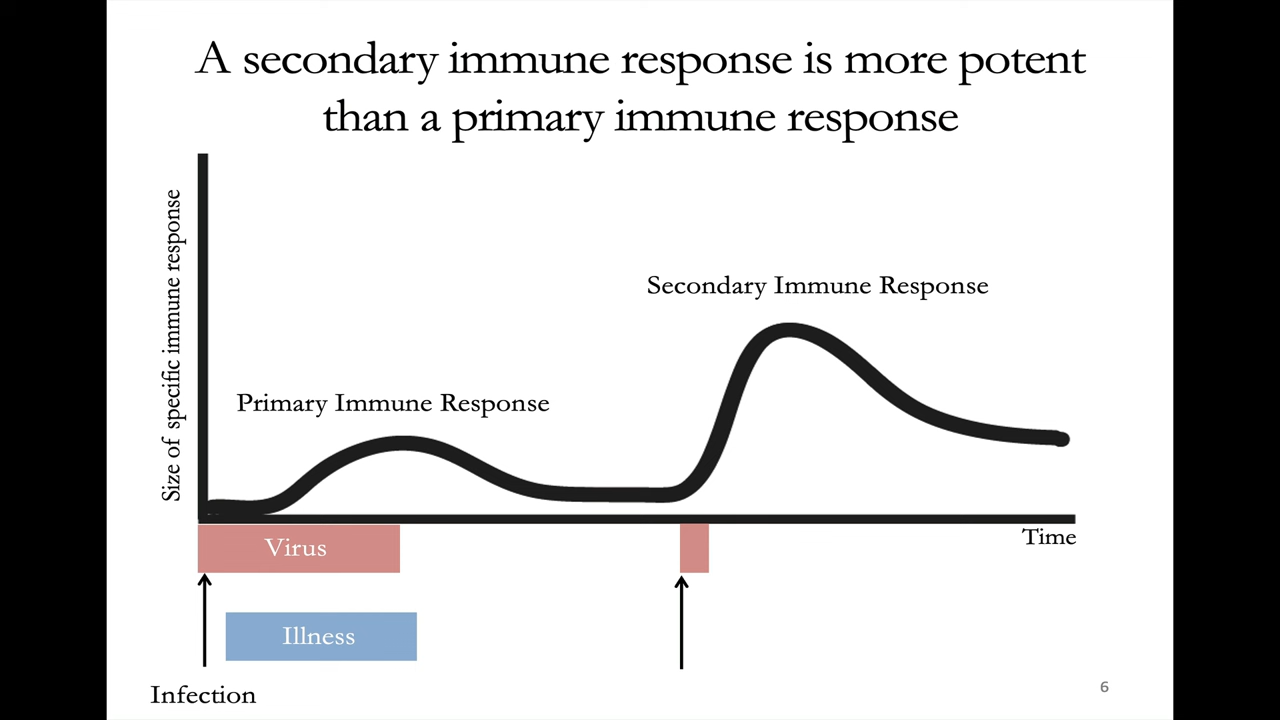 A secondary immune response is more potent
than a primary immune response
Size of specific immune response
Secondary Immune Response
Primary Immune Response
Time
Virus
Illness
Infection
6